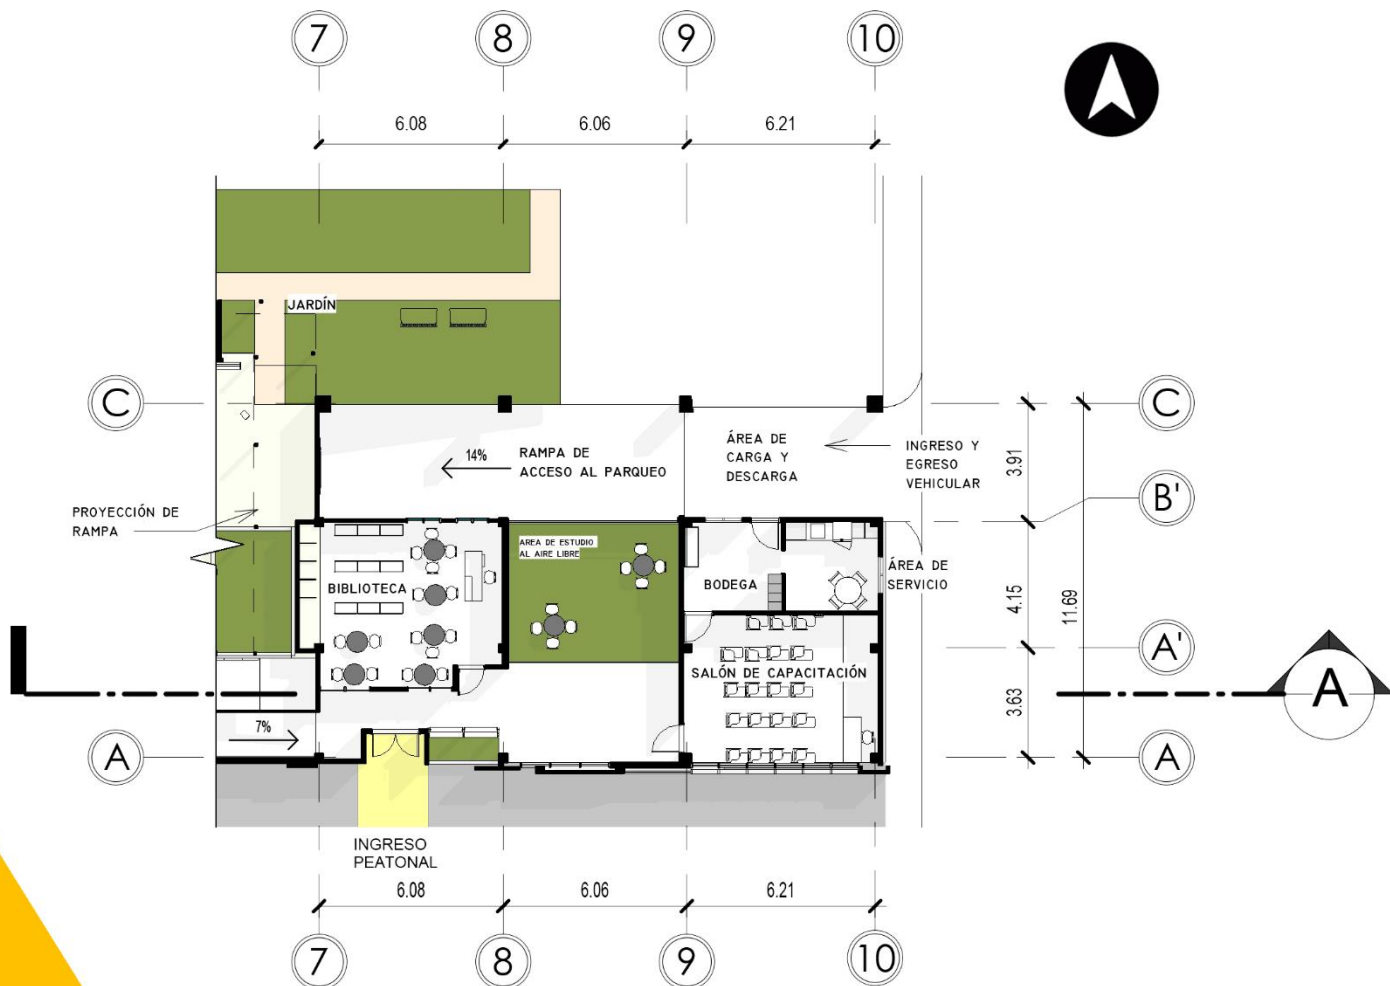 7
8
9
10
6.08
6.06
6.21
JARDÍN
C
C
14%
RAMPA DE
ACCESO AL PARQUEO
ÁREA DE
CARGA Y
DESCARGA
INGRESO Y
EGRESO
VEHICULAR
3.91
B'
PROYECCIÓN DE
RAMPA
AREA DE ESTUDIO
AL AIRE LIBRE
BIBLIOTECA
BODEGA
ÁREA DE
SERVICIO
4.15
11.69
A'
SALÓN DE CAPACITACIÓN
3.63
A
7%
A
A
INGRESO
PEATONAL
6.08
6.06
6.21
7
8
9
10